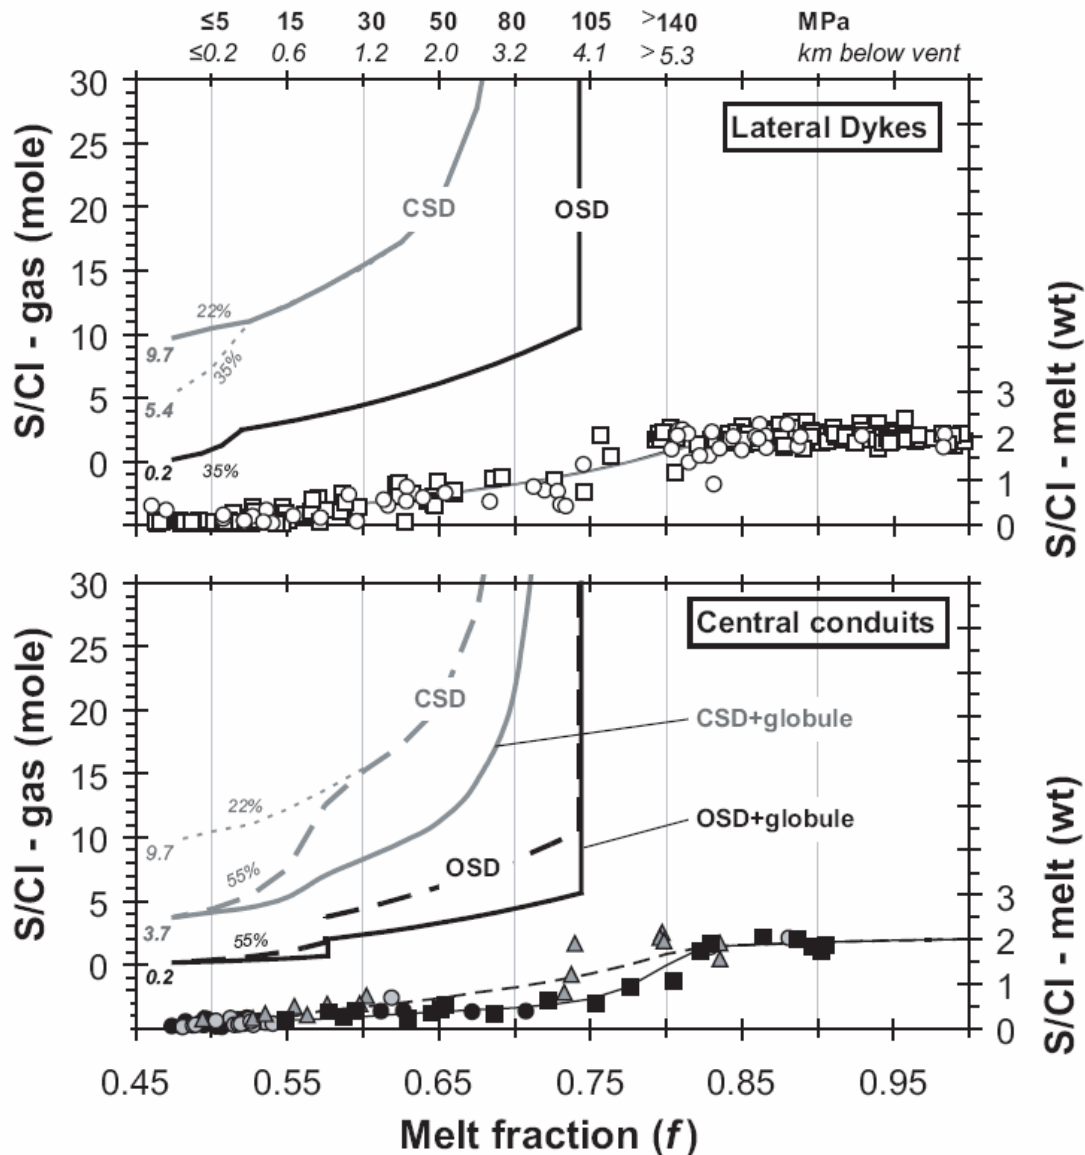 ≤5 15 30 50 80 105 >140 MPa
≤0.2 0.6 1.2 2.0 3.2 4.1 >5.3 km below vent
Lateral Dykes
S/Cl - gas (mole)
30
25
20
15
10
5
0
CSD
OSD
22%
9.7
35%
5.4
0.2
35%
3
2
1
0
S/Cl - melt (wt)
Central conduits
S/Cl - gas (mole)
30
25
20
15
10
5
0
CSD
CSD+globule
OSD+globule
OSD
22%
9.7
55%
3.7
55%
0.2
3
2
1
0
S/Cl - melt (wt)
0.45 0.55 0.65 0.75 0.85 0.95
Melt fraction (f)